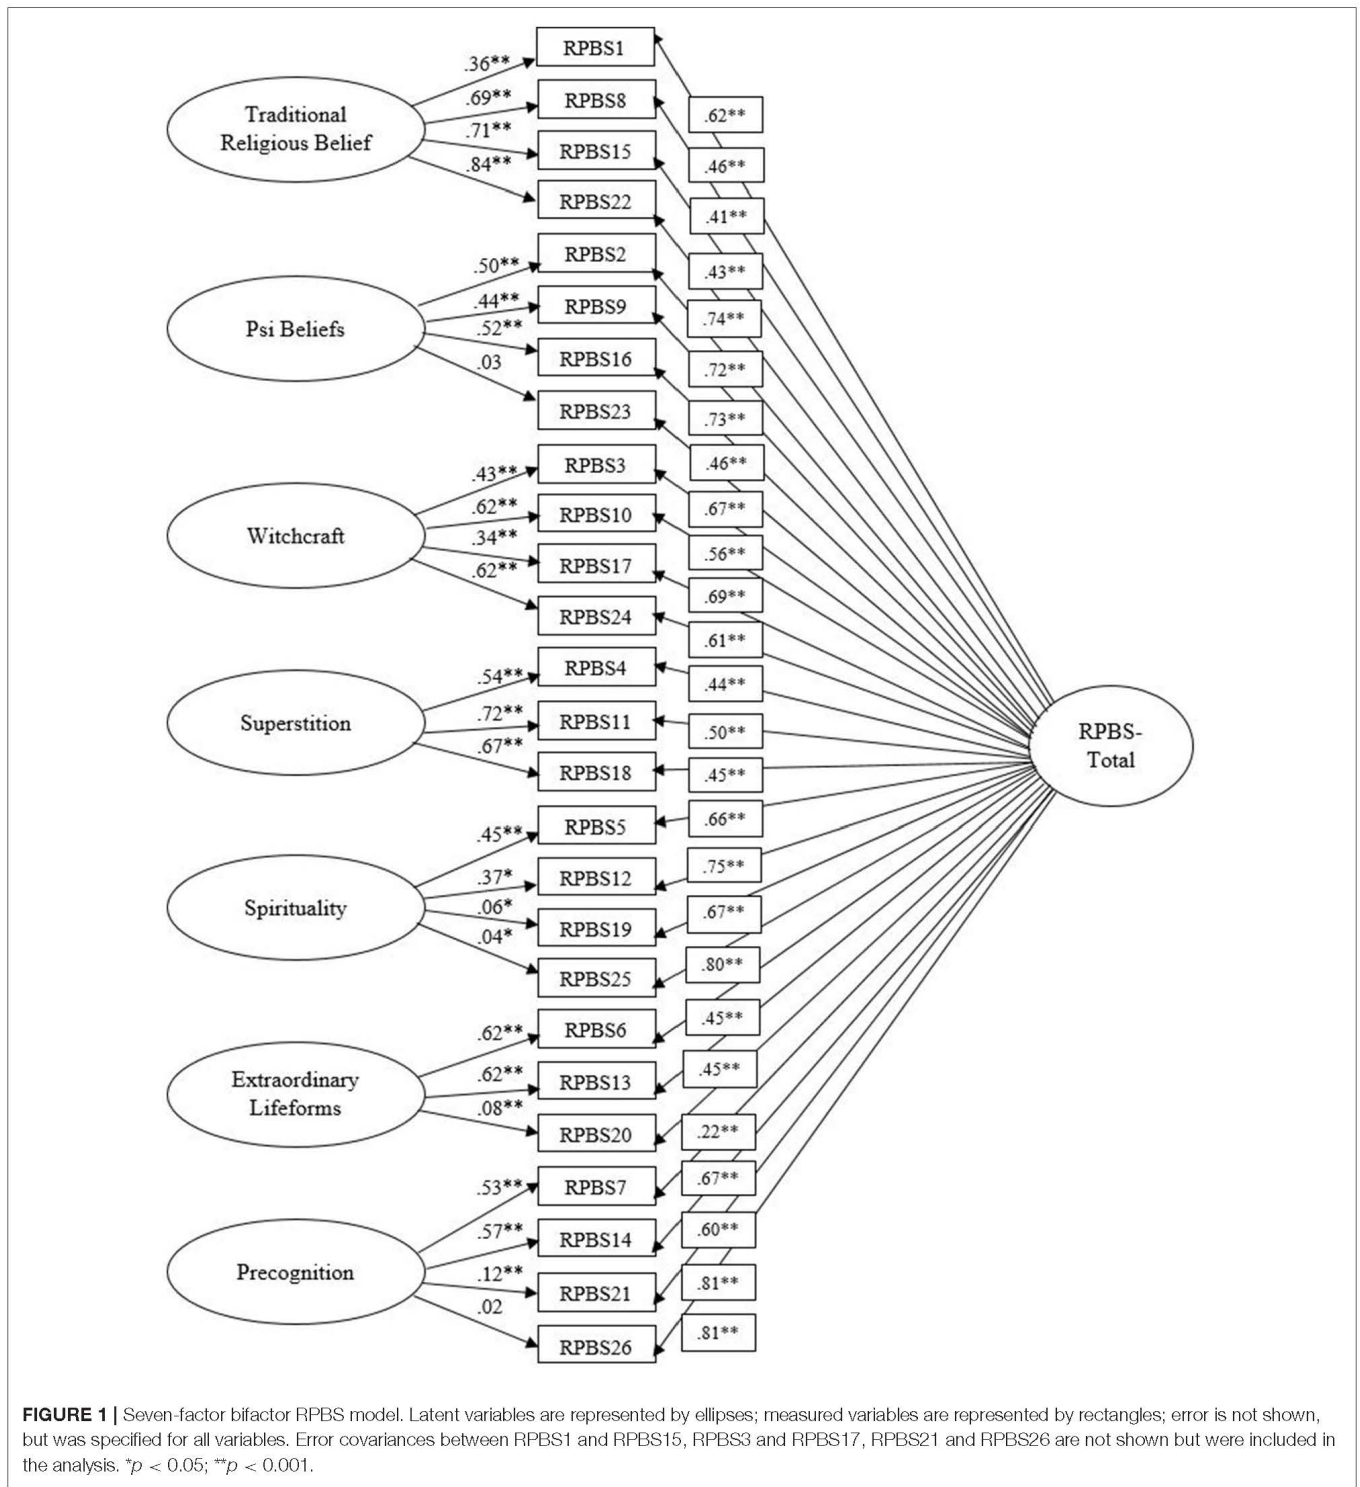 .36**
RPBS1
.62**
.69**
RPBS8
.46**
Traditional
Religious Belief
.71**
RPBS15
.41**
.84**
RPBS22
.43**
.50**
RPBS2
.74**
.44**
RPBS9
.72**
Psi Beliefs
.52**
RPBS16
.73**
.03
RPBS23
.46**
.43**
RPBS3
.67**
.62**
RPBS10
.56**
Witchcraft
.34**
RPBS17
.69**
.62**
RPBS24
.61**
.54**
RPBS4
.44**
Superstition
.72**
RPBS11
.50**
.67**
RPBS18
.45**
RPBS-
Total
.45**
RPBS5
.66**
.37*
RPBS12
.75**
Spirituality
.06*
RPBS19
.67**
.04*
RPBS25
.80**
.62**
RPBS6
.45**
Extraordinary
Lifeforms
.62**
RPBS13
.45**
.08**
RPBS20
.22**
.53**
RPBS7
.67**
.57**
RPBS14
.60**
Precognition
.12**
RPBS21
.81**
.02
RPBS26
.81**
FIGURE 1 | Seven-factor bifactor RPBS model. Latent variables are represented by ellipses; measured variables are represented by rectangles; error is not shown,
but was specified for all variables. Error covariances between RPBS1 and RPBS15, RPBS3 and RPBS17, RPBS21 and RPBS26 are not shown but were included in
the analysis. *p < 0.05; **p < 0.001.